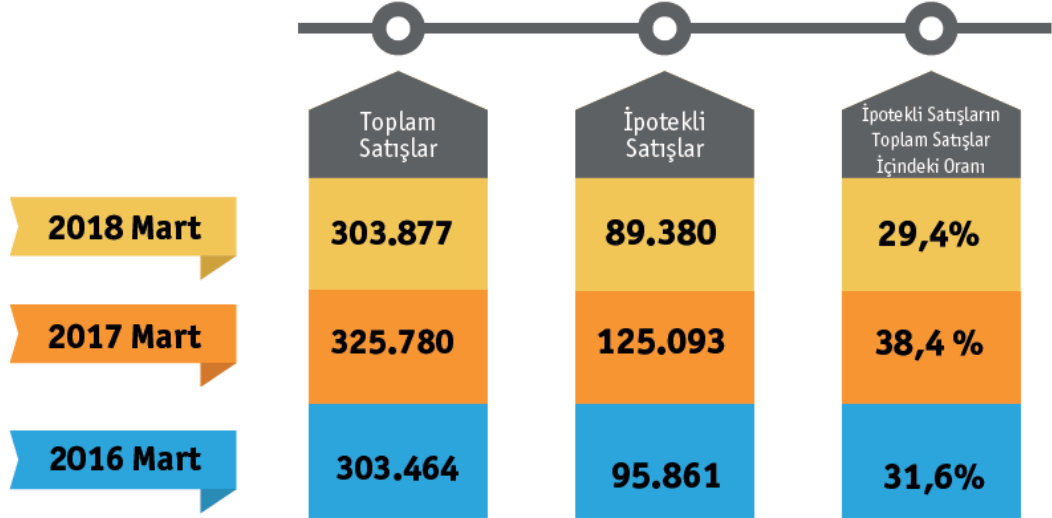 Toplam
Satışlar
İpotekli
Satışlar
İpotekli Satışların
Toplam Satışlar
İçindeki Oranı
2018 Mart
303.877
89.380
29,4%
2017 Mart
325.780
125.093
38,4 %
2016 Mart
303.464
95.861
31,6%